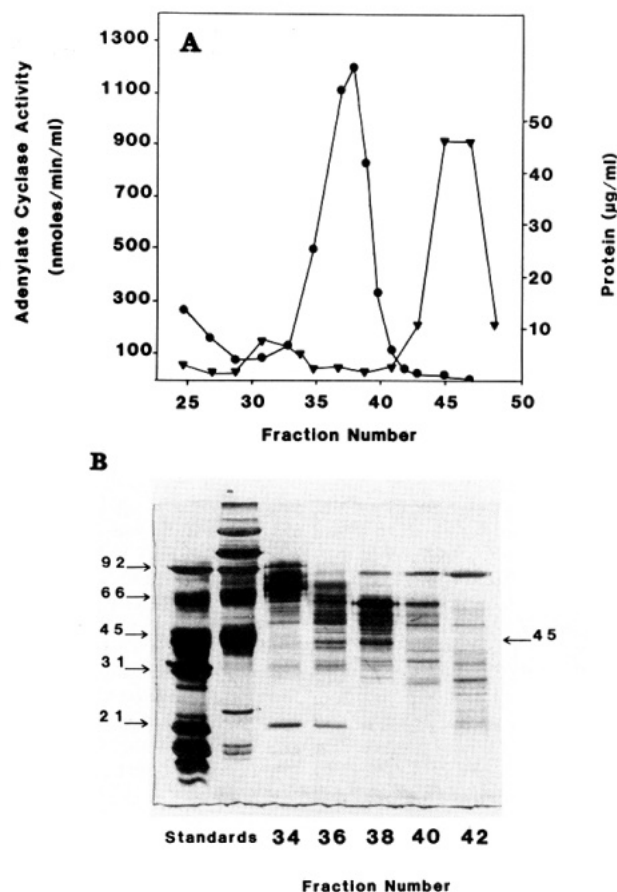 A
1300
1100
900
700
500
300
100
Adenylate Cyclase Activity
(nmoles/min/ml)
50
40
30
20
10
Protein (µg/ml)
25 30 35 40 45 50
Fraction Number
B
92
66
45
31
21
45
Standards 34 36 38 40 42
Fraction Number